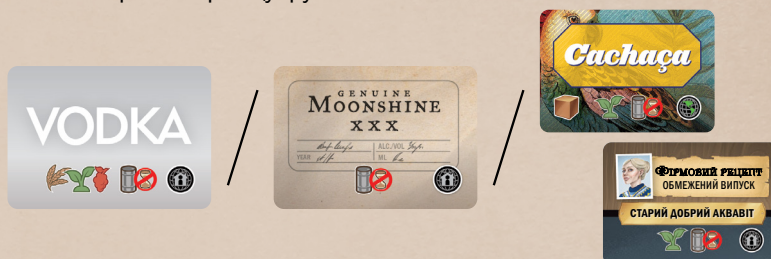 VODKA
/
GENUINE
MOONSHINE
XXX
YEAR
ALC/VOL
ML
/
Cachaça
ФІРМОВИЙ РЕЦЕПТ
ОБМЕЖЕНИЙ ВИПУСК
СТАРИЙ ДОБРИЙ АКВАВІТ